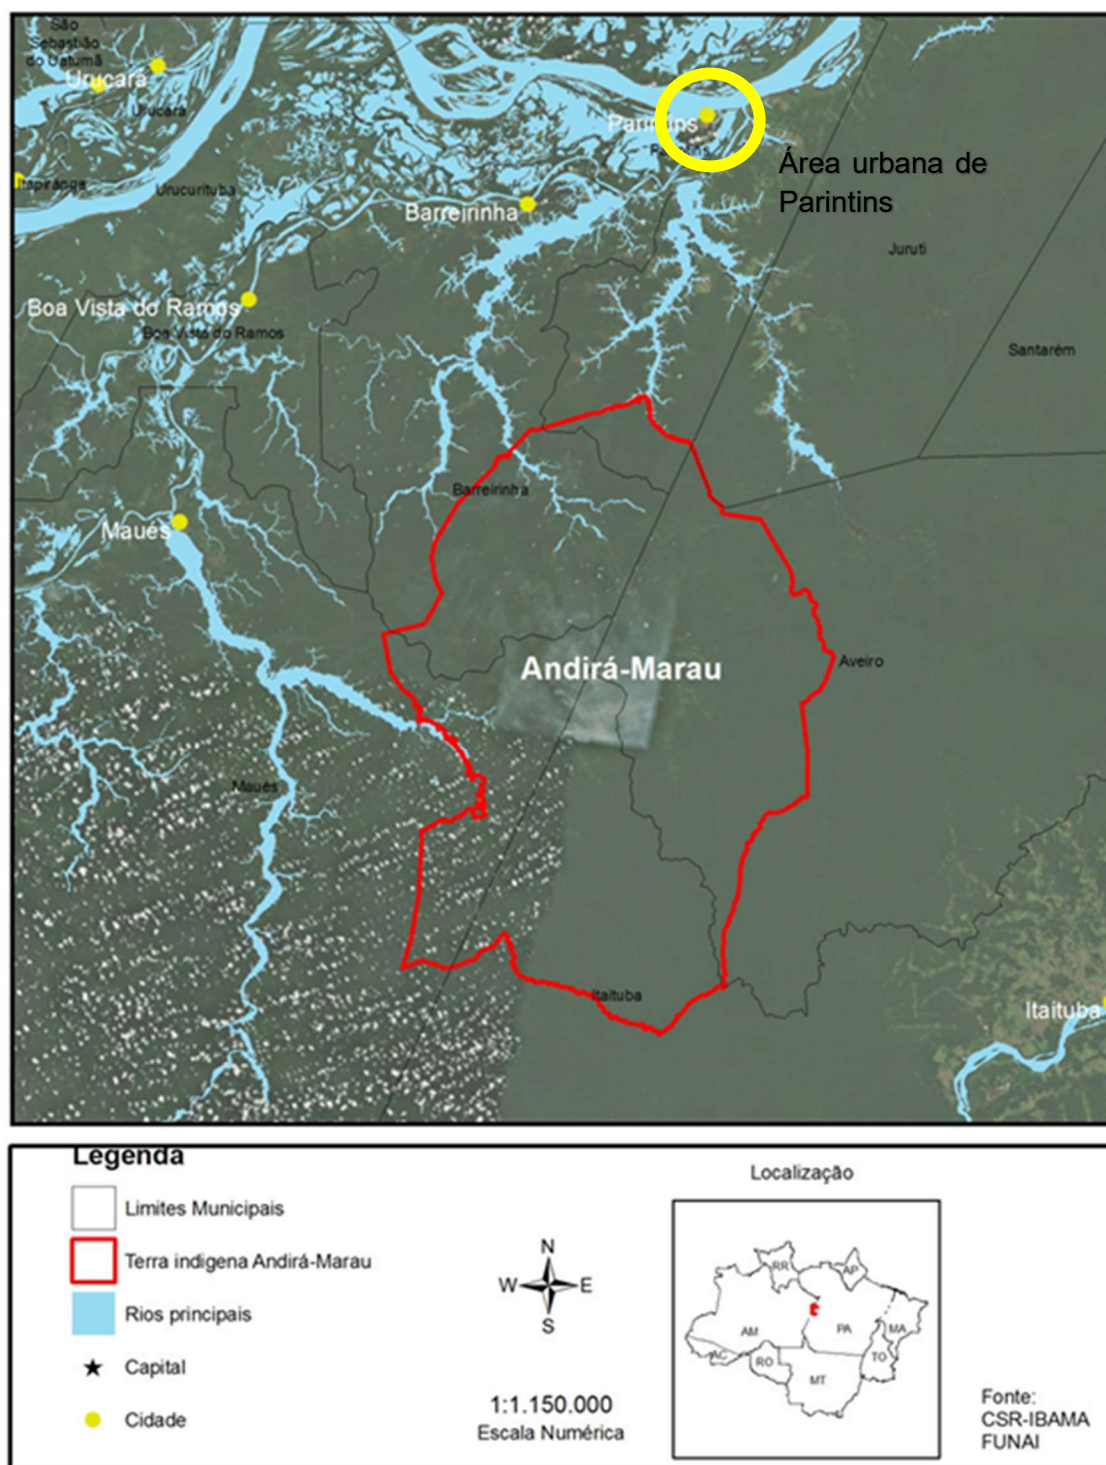 São
Sebastião
do Uatumã
Urucará
Urucará
Parintins
Parintins
Área urbana de
Parintins
Itapiranga
Urucurituba
Barreirinha
Juruti
Boa Vista do Ramos
Boa Vista do Ramos
Santarém
Barreirinha
Maués
Andirá-Marau
Aveiro
Maués
Itaituba
Itaituba
Legenda
Limites Municipais
Terra indigena Andirá-Marau
Rios principais
Capital
Cidade
N
W
E
S
1:1.150.000
Escala Numérica
Localização
RR
AP
AM
PA
MA
AC
RO
TO
MT
Fonte:
CSR-IBAMA
FUNAI